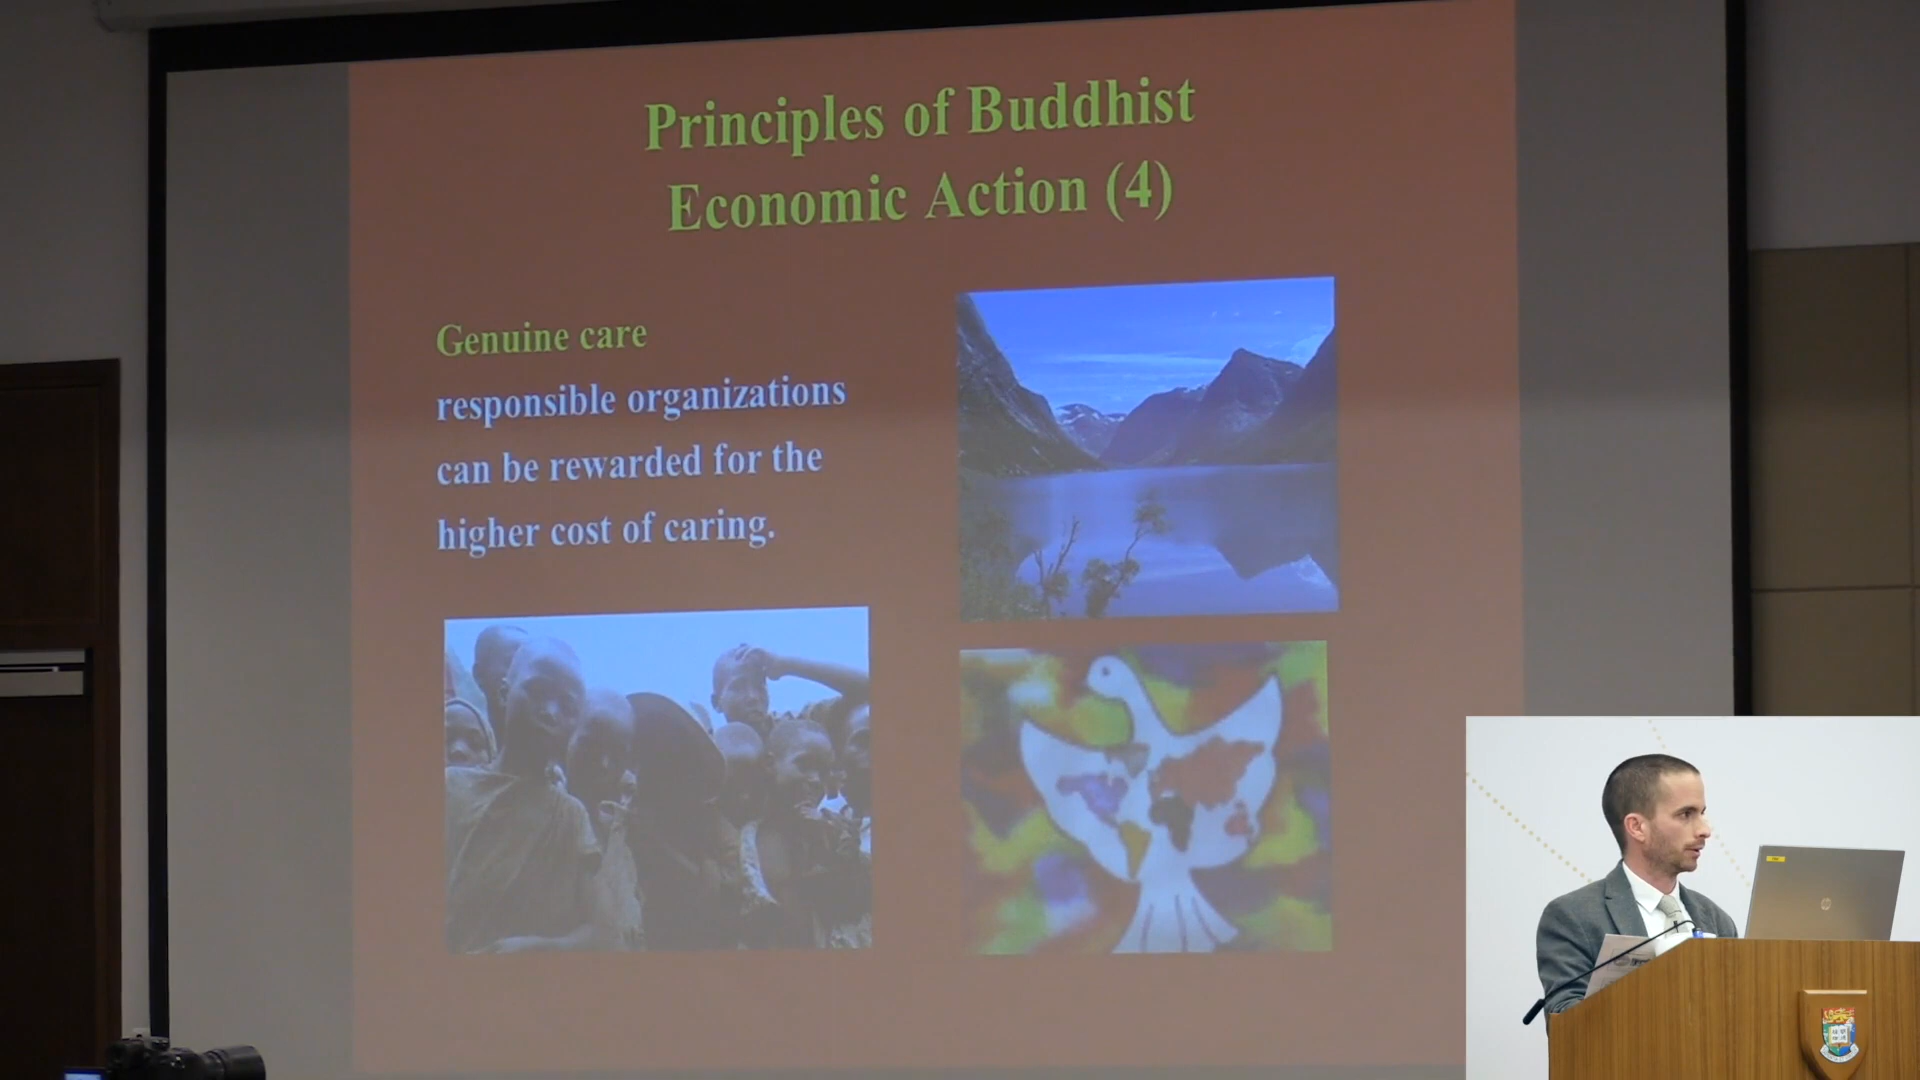 Principles of Buddhist
Economic Action (4)
Genuine care
responsible organizations
can be rewarded for the
higher cost of caring.
hp